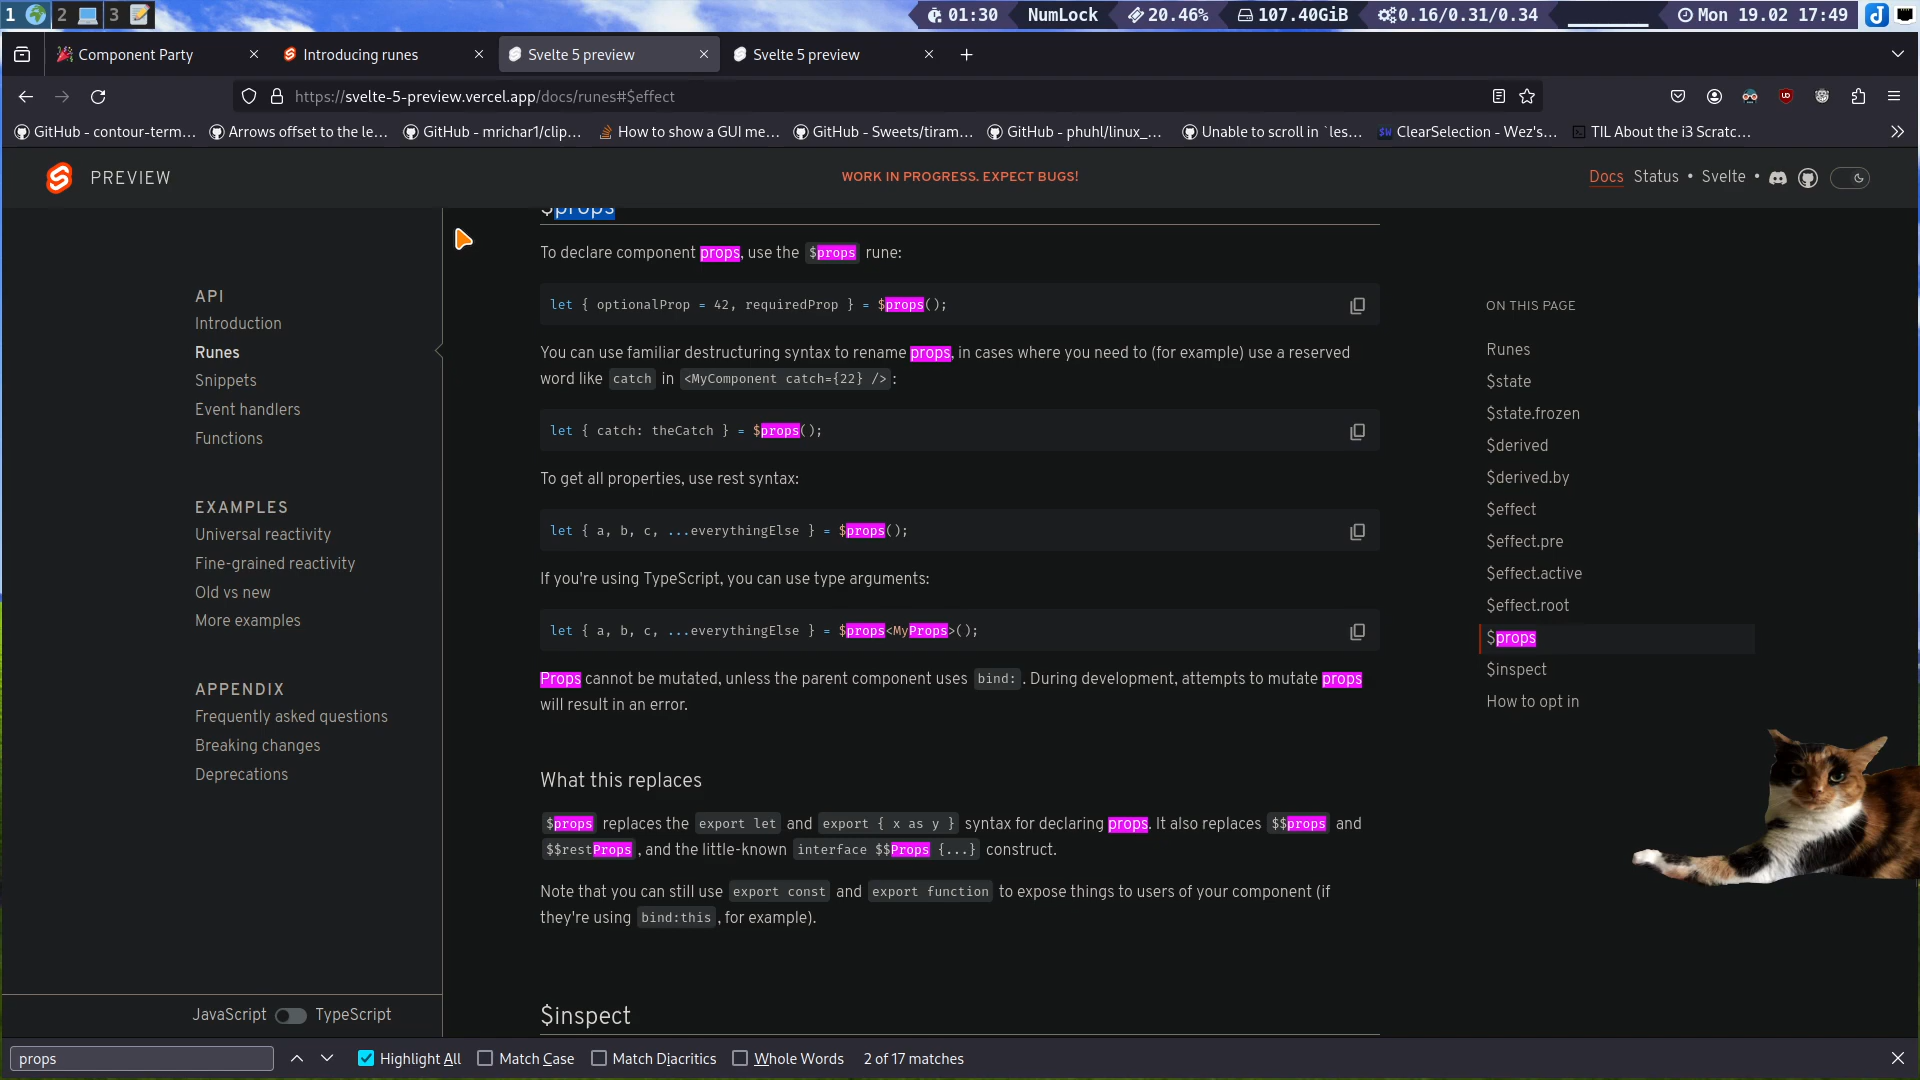 1 2 3 01:30 NumLock 20.46% 107.40GiB 0.16/0.31/0.34 Mon 19.02 17:49
Component Party Introducing runes Svelte 5 preview Svelte 5 preview
https://svelte-5-preview.vercel.app/docs/runes#$effect
GitHub - contour-term… Arrows offset to the le… GitHub - mrichar1/clip… How to show a GUI me… GitHub - Sweets/tiram… GitHub - phuhl/linux_… Unable to scroll in `les… ClearSelection - Wez's… TIL About the i3 Scratc…
PREVIEW
WORK IN PROGRESS. EXPECT BUGS!
Docs Status • Svelte •
API
Introduction
Runes
Snippets
Event handlers
Functions
EXAMPLES
Universal reactivity
Fine-grained reactivity
Old vs new
More examples
APPENDIX
Frequently asked questions
Breaking changes
Deprecations
JavaScript TypeScript
$props
To declare component props, use the $props rune:
let { optionalProp = 42, requiredProp } = $props();
You can use familiar destructuring syntax to rename props, in cases where you need to (for example) use a reserved
word like catch in <MyComponent catch={22} />:
let { catch: theCatch } = $props();
To get all properties, use rest syntax:
let { a, b, c, ...everythingElse } = $props();
If you're using TypeScript, you can use type arguments:
let { a, b, c, ...everythingElse } = $props<MyProps>();
Props cannot be mutated, unless the parent component uses bind:. During development, attempts to mutate props
will result in an error.
What this replaces
$props replaces the export let and export { x as y } syntax for declaring props. It also replaces $$props and
$$restProps, and the little-known interface $$Props {...} construct.
Note that you can still use export const and export function to expose things to users of your component (if
they're using bind:this, for example).
$inspect
ON THIS PAGE
Runes
$state
$state.frozen
$derived
$derived.by
$effect
$effect.pre
$effect.active
$effect.root
$props
$inspect
How to opt in
props Highlight All Match Case Match Diacritics Whole Words 2 of 17 matches